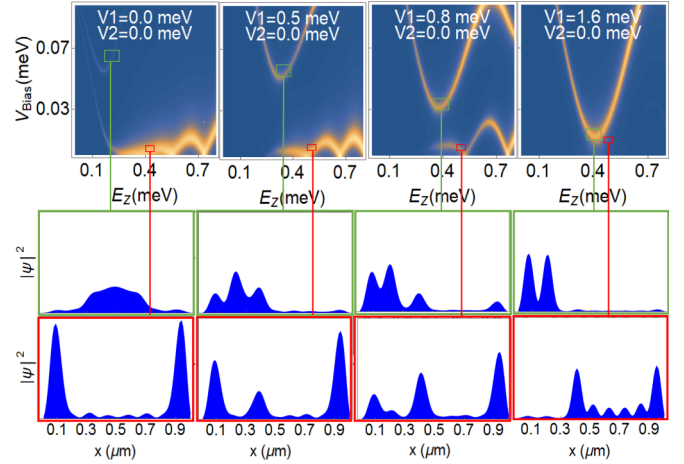 V1=0.0 meV V1=0.5 meV V1=0.8 meV V1=1.6 meV
V2=0.0 meV V2=0.0 meV V2=0.0 meV V2=0.0 meV
0.07
V_Bias(meV)
0.03
0.1 0.4 0.7 0.1 0.4 0.7 0.1 0.4 0.7 0.1 0.4 0.7
E_Z(meV) E_Z(meV) E_Z(meV) E_Z(meV)
|ψ|²
|ψ|²
0.1 0.3 0.5 0.7 0.9 0.1 0.3 0.5 0.7 0.9 0.1 0.3 0.5 0.7 0.9 0.1 0.3 0.5 0.7 0.9
x (μm) x (μm) x (μm) x (μm)